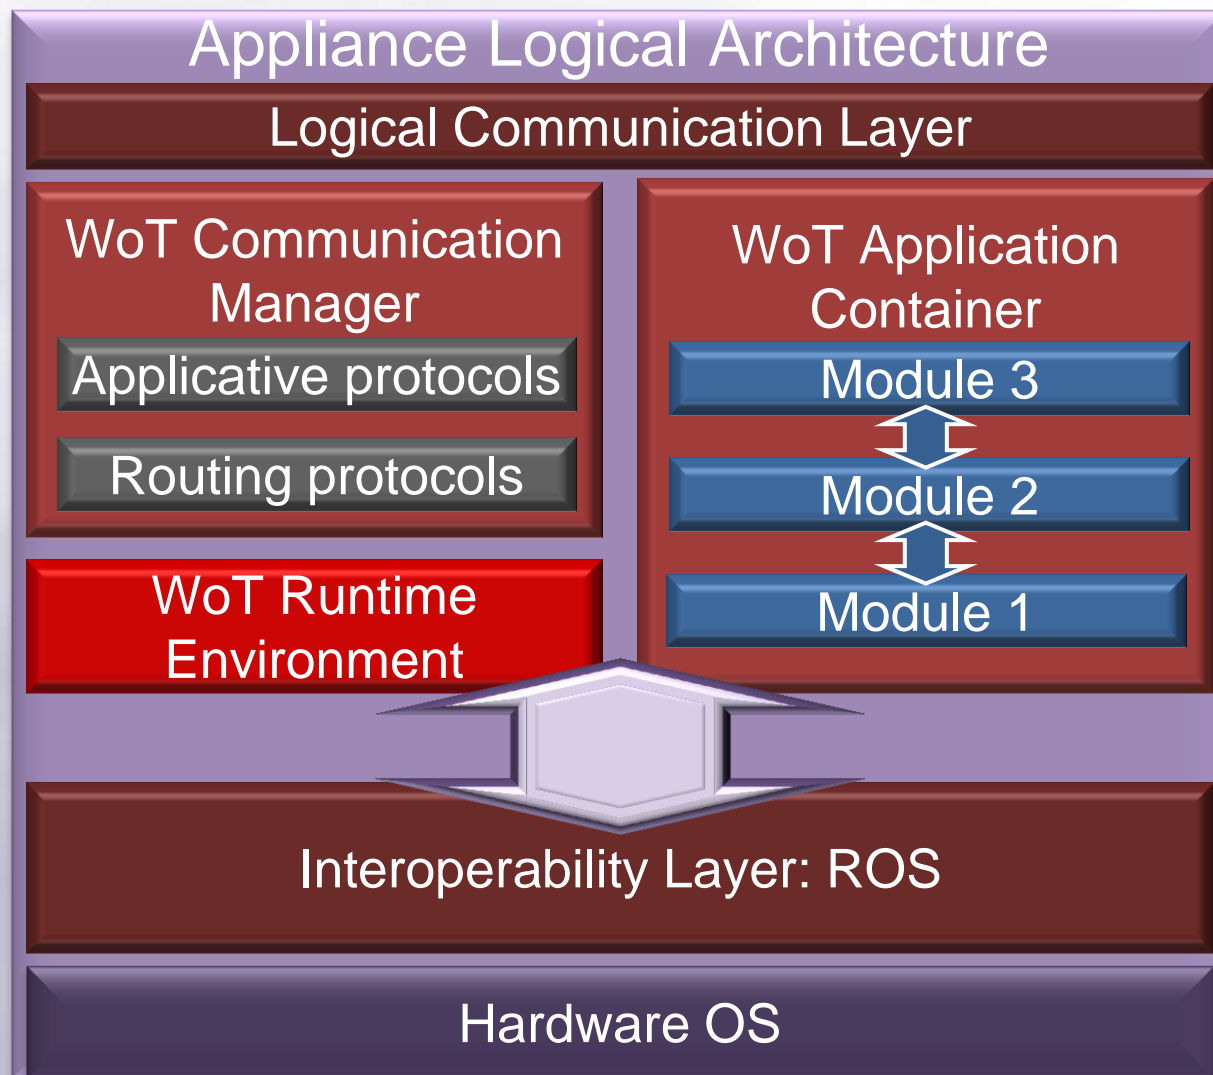 Appliance Logical Architecture
Logical Communication Layer
WoT Communication
Manager
Applicative protocols
Routing protocols
WoT Runtime
Environment
WoT Application
Container
Module 3
Module 2
Module 1
Interoperability Layer: ROS
Hardware OS